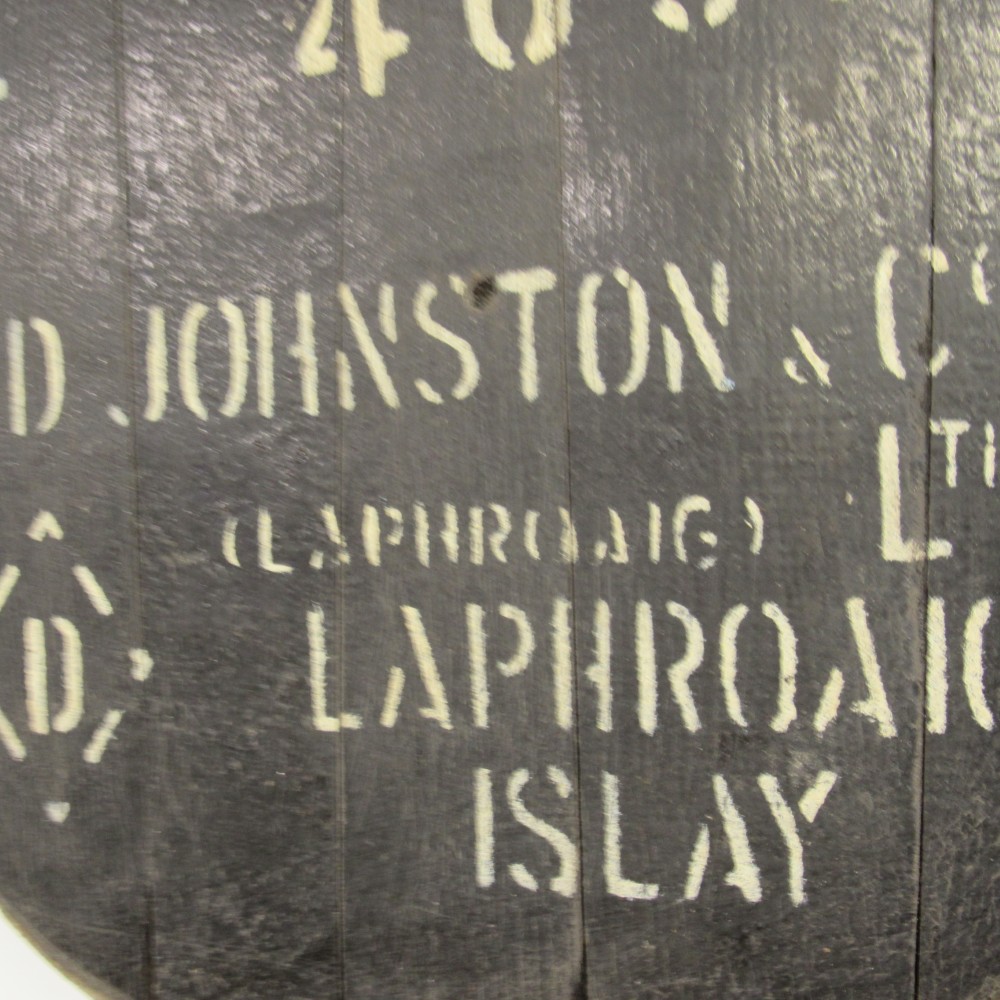 D JOHNSTON & Co
LTD
(LAPHROAIG)
D LAPHROAIG
ISLAY